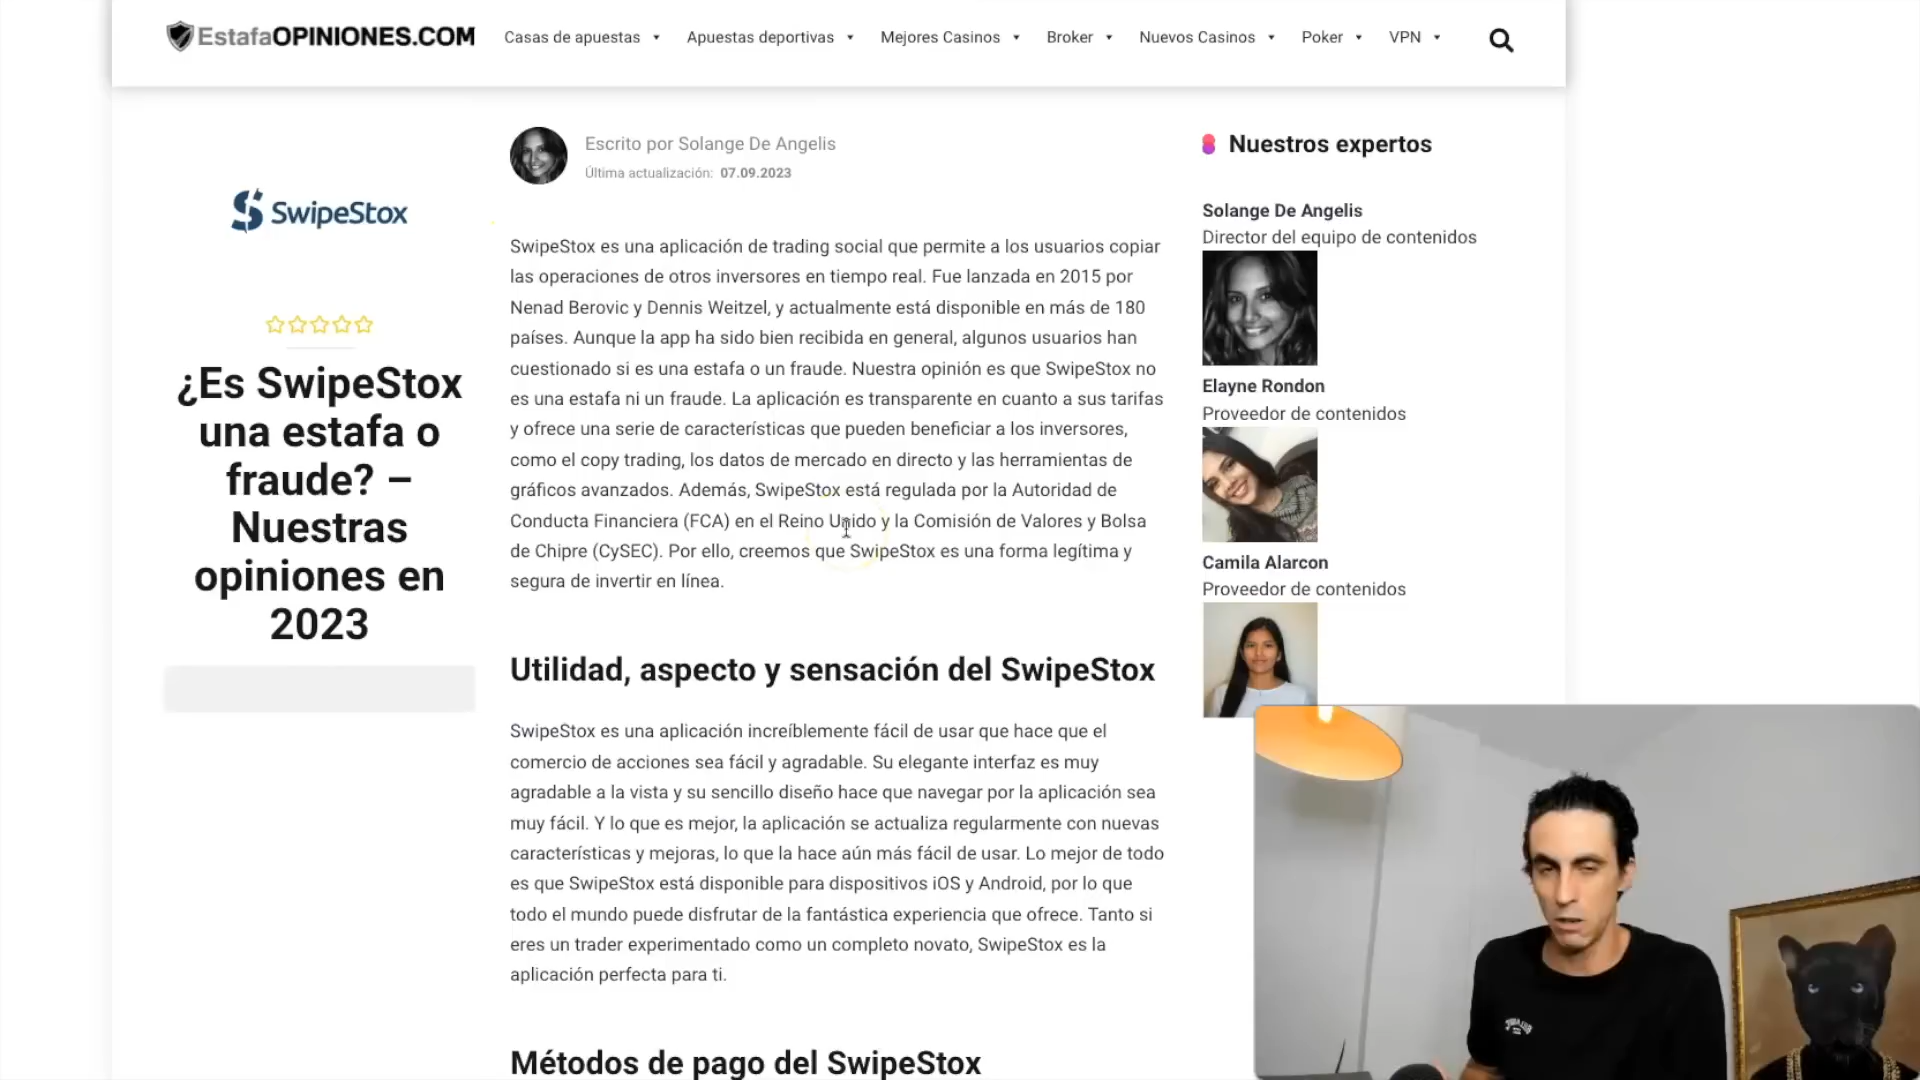 EstafaOPINIONES.COM
Casas de apuestas
Apuestas deportivas
Mejores Casinos
Broker
Nuevos Casinos
Poker
VPN
SwipeStox
¿Es SwipeStox
una estafa o
fraude? –
Nuestras
opiniones en
2023
Escrito por Solange De Angelis
Última actualización: 07.09.2023
SwipeStox es una aplicación de trading social que permite a los usuarios copiar
las operaciones de otros inversores en tiempo real. Fue lanzada en 2015 por
Nenad Berovic y Dennis Weitzel, y actualmente está disponible en más de 180
países. Aunque la app ha sido bien recibida en general, algunos usuarios han
cuestionado si es una estafa o un fraude. Nuestra opinión es que SwipeStox no
es una estafa ni un fraude. La aplicación es transparente en cuanto a sus tarifas
y ofrece una serie de características que pueden beneficiar a los inversores,
como el copy trading, los datos de mercado en directo y las herramientas de
gráficos avanzados. Además, SwipeStox está regulada por la Autoridad de
Conducta Financiera (FCA) en el Reino Unido y la Comisión de Valores y Bolsa
de Chipre (CySEC). Por ello, creemos que SwipeStox es una forma legítima y
segura de invertir en línea.
Utilidad, aspecto y sensación del SwipeStox
SwipeStox es una aplicación increíblemente fácil de usar que hace que el
comercio de acciones sea fácil y agradable. Su elegante interfaz es muy
agradable a la vista y su sencillo diseño hace que navegar por la aplicación sea
muy fácil. Y lo que es mejor, la aplicación se actualiza regularmente con nuevas
características y mejoras, lo que la hace aún más fácil de usar. Lo mejor de todo
es que SwipeStox está disponible para dispositivos iOS y Android, por lo que
todo el mundo puede disfrutar de la fantástica experiencia que ofrece. Tanto si
eres un trader experimentado como un completo novato, SwipeStox es la
aplicación perfecta para ti.
Métodos de pago del SwipeStox
Nuestros expertos
Solange De Angelis
Director del equipo de contenidos
Elayne Rondon
Proveedor de contenidos
Camila Alarcon
Proveedor de contenidos